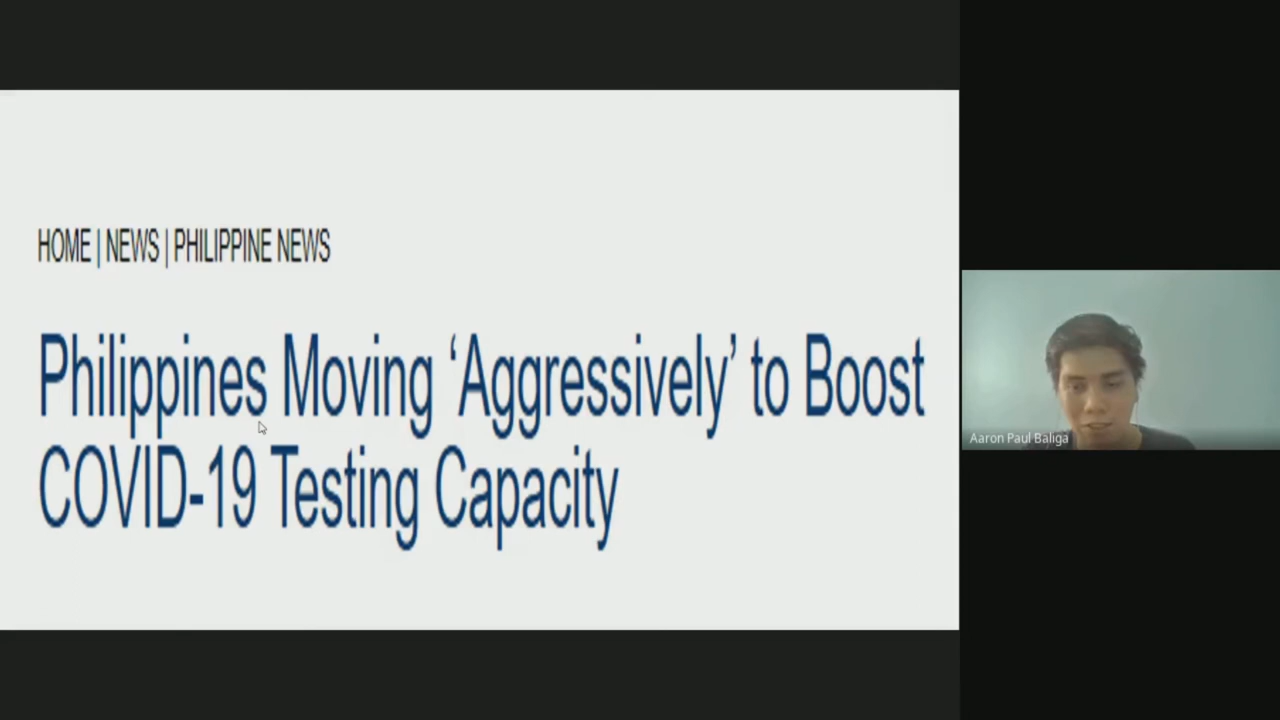 HOME | NEWS | PHILIPPINE NEWS
Philippines Moving ‘Aggressively’ to Boost
COVID-19 Testing Capacity
Aaron Paul Baliga